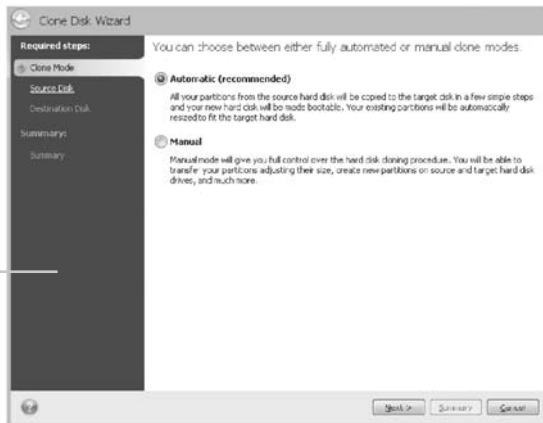 Clone Disk Wizard
Required steps:
Clone Mode
Source Disk
Destination Disk
Summary:
Summary
You can choose between either fully automated or manual clone modes.
Automatic (recommended)
All your partitions from the source hard disk will be copied to the target disk in a few simple steps
and your new hard disk will be made bootable. Your existing partitions will be automatically
resized to fit the target hard disk.
Manual
Manual mode will give you full control over the hard disk cloning procedure. You will be able to
transfer your partitions adjusting their size, create new partitions on source and target hard disk
drives, and much more.
?
Next >
Summary
Cancel